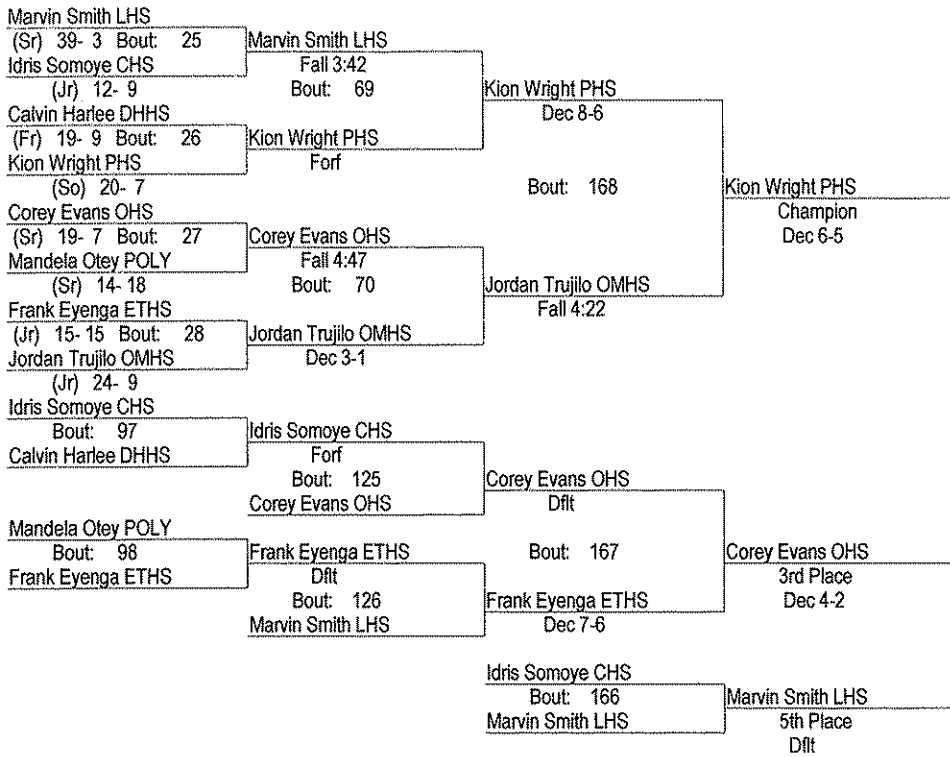 Marvin Smith LHS
(Sr) 39- 3 Bout: 25
Idris Somoye CHS
(Jr) 12- 9
Calvin Harlee DHHS
(Fr) 19- 9 Bout: 26
Kion Wright PHS
(So) 20- 7
Corey Evans OHS
(Sr) 19- 7 Bout: 27
Mandela Otey POLY
(Sr) 14- 18
Frank Eyenga ETHS
(Jr) 15- 15 Bout: 28
Jordan Trujilo OMHS
(Jr) 24- 9
Marvin Smith LHS
Fall 3:42
Bout: 69
Kion Wright PHS
Forf
Corey Evans OHS
Fall 4:47
Bout: 70
Jordan Trujilo OMHS
Dec 3-1
Kion Wright PHS
Dec 8-6
Bout: 168
Jordan Trujilo OMHS
Fall 4:22
Kion Wright PHS
Champion
Dec 6-5
Idris Somoye CHS
Bout: 97
Calvin Harlee DHHS
Mandela Otey POLY
Bout: 98
Frank Eyenga ETHS
Idris Somoye CHS
Forf
Bout: 125
Corey Evans OHS
Frank Eyenga ETHS
Dflt
Bout: 126
Marvin Smith LHS
Corey Evans OHS
Dflt
Bout: 167
Frank Eyenga ETHS
Dec 7-6
Corey Evans OHS
3rd Place
Dec 4-2
Idris Somoye CHS
Bout: 166
Marvin Smith LHS
Marvin Smith LHS
5th Place
Dflt